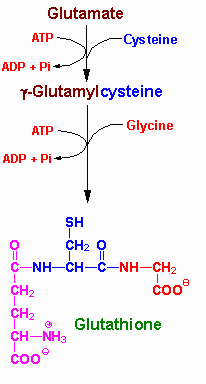 Glutamate
ATP Cysteine
ADP + Pi
γ-Glutamylcysteine
ATP Glycine
ADP + Pi
SH
O CH2 O
C NH CH C NH CH2
CH2 COO⊖
CH2 Glutathione
CH NH3⊕
COO⊖